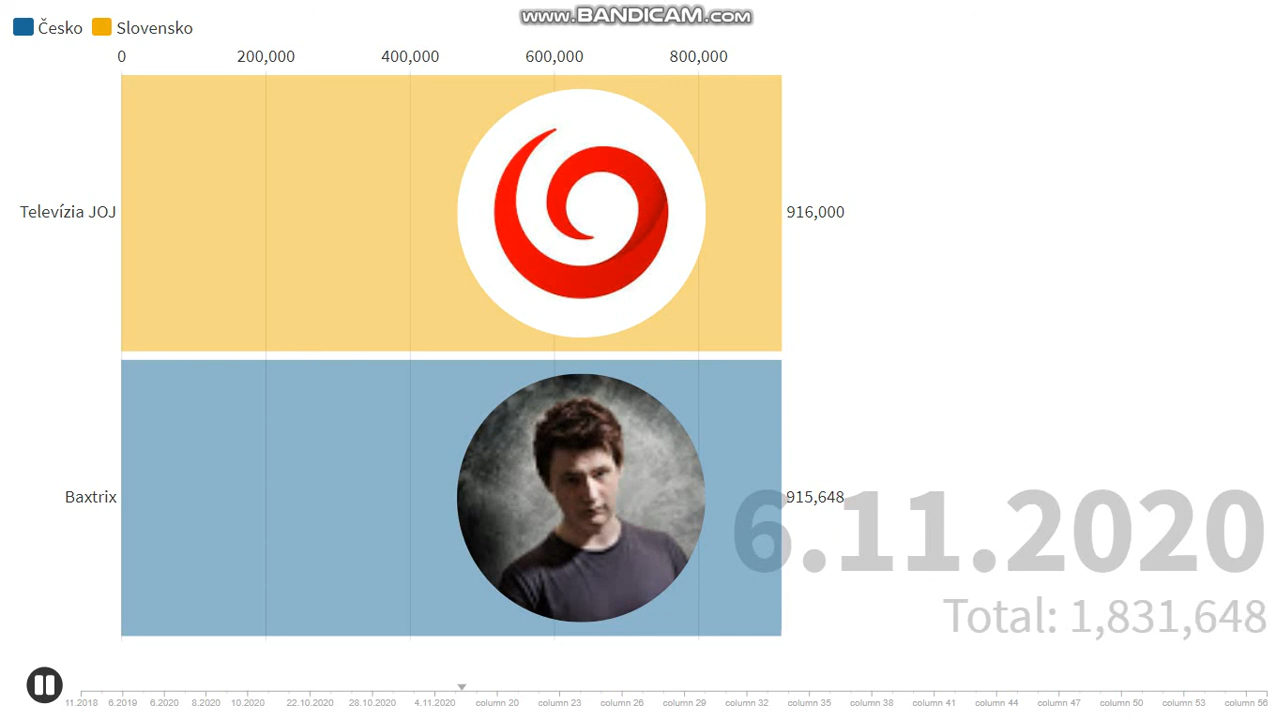 www.BANDICAM.com
Česko Slovensko
0 200,000 400,000 600,000 800,000
Televízia JOJ 916,000
Baxtrix 915,648
6.11.2020
Total: 1,831,648
11.2018 6.2019 6.2020 8.2020 10.2020 22.10.2020 28.10.2020 4.11.2020 column 20 column 23 column 26 column 29 column 32 column 35 column 38 column 41 column 44 column 47 column 50 column 53 column 56